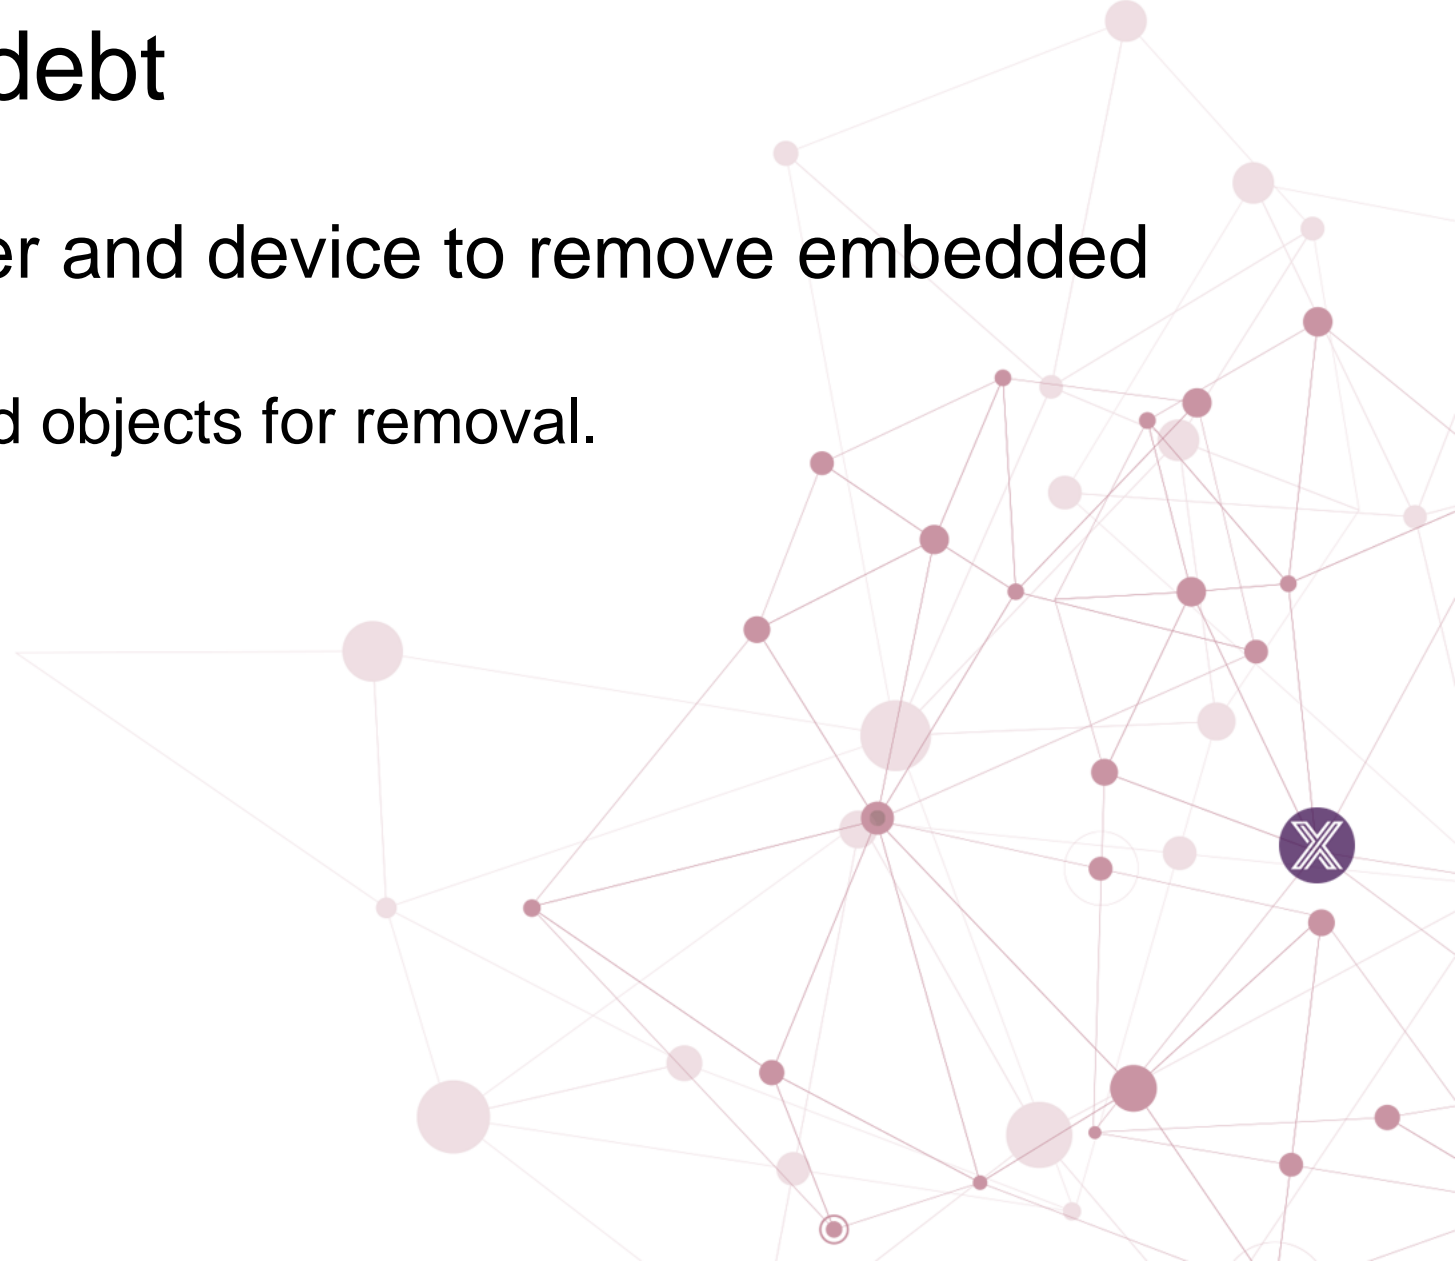 debt
er and device to remove embedded
d objects for removal.